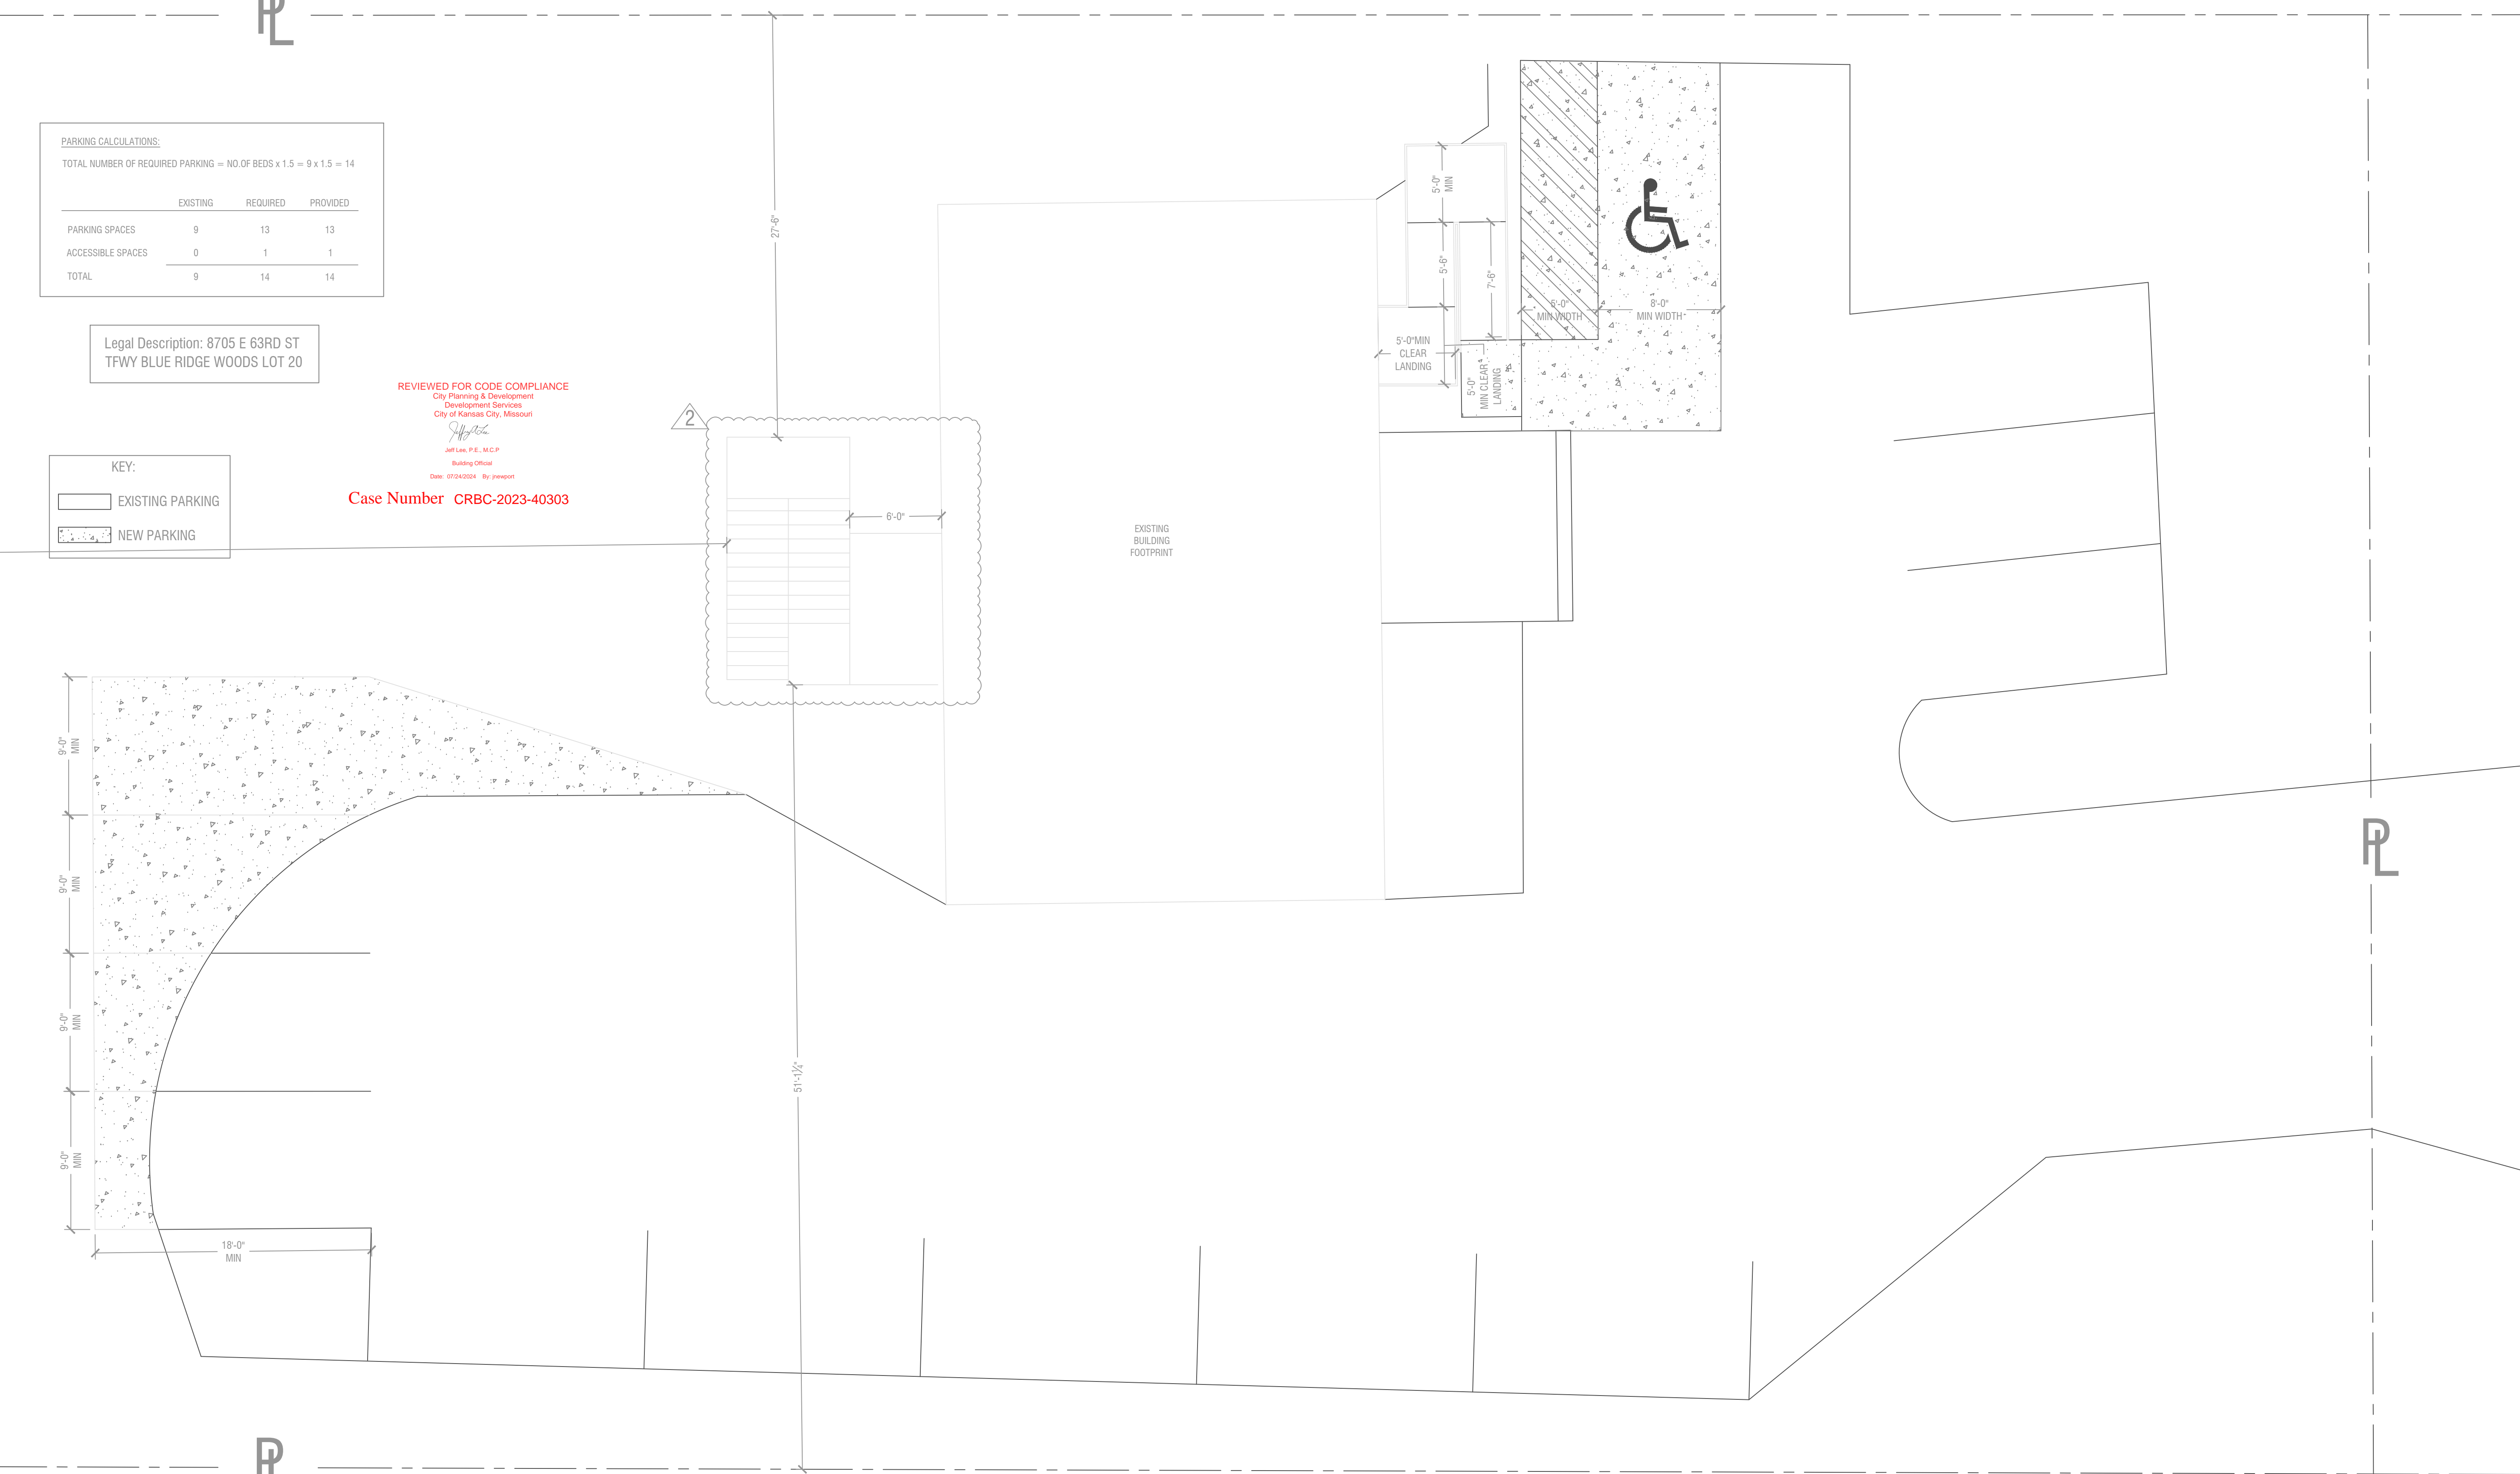 PL
PARKING CALCULATIONS:
TOTAL NUMBER OF REQUIRED PARKING = NO.OF BEDS x 1.5 = 9 x 1.5 = 14
EXISTING REQUIRED PROVIDED
PARKING SPACES 9 13 13
ACCESSIBLE SPACES 0 1 1
TOTAL 9 14 14
Legal Description: 8705 E 63RD ST
TFWY BLUE RIDGE WOODS LOT 20
REVIEWED FOR CODE COMPLIANCE
City Planning & Development
Development Services
City of Kansas City, Missouri
Jeff Lee, P.E., M.C.P
Building Official
Date: 07/24/2024 By: jnewport
Case Number CRBC-2023-40303
KEY:
EXISTING PARKING
NEW PARKING
27'-6"
2
6'-0"
EXISTING
BUILDING
FOOTPRINT
5'-0"
MIN
5'-6"
7'-6"
5'-0"
MIN WIDTH
8'-0"
MIN WIDTH
5'-0"MIN
CLEAR
LANDING
5'-0"
MIN CLEAR
LANDING
9'-0"
MIN
9'-0"
MIN
9'-0"
MIN
9'-0"
MIN
18'-0"
MIN
51'-1¼"
PL
PL